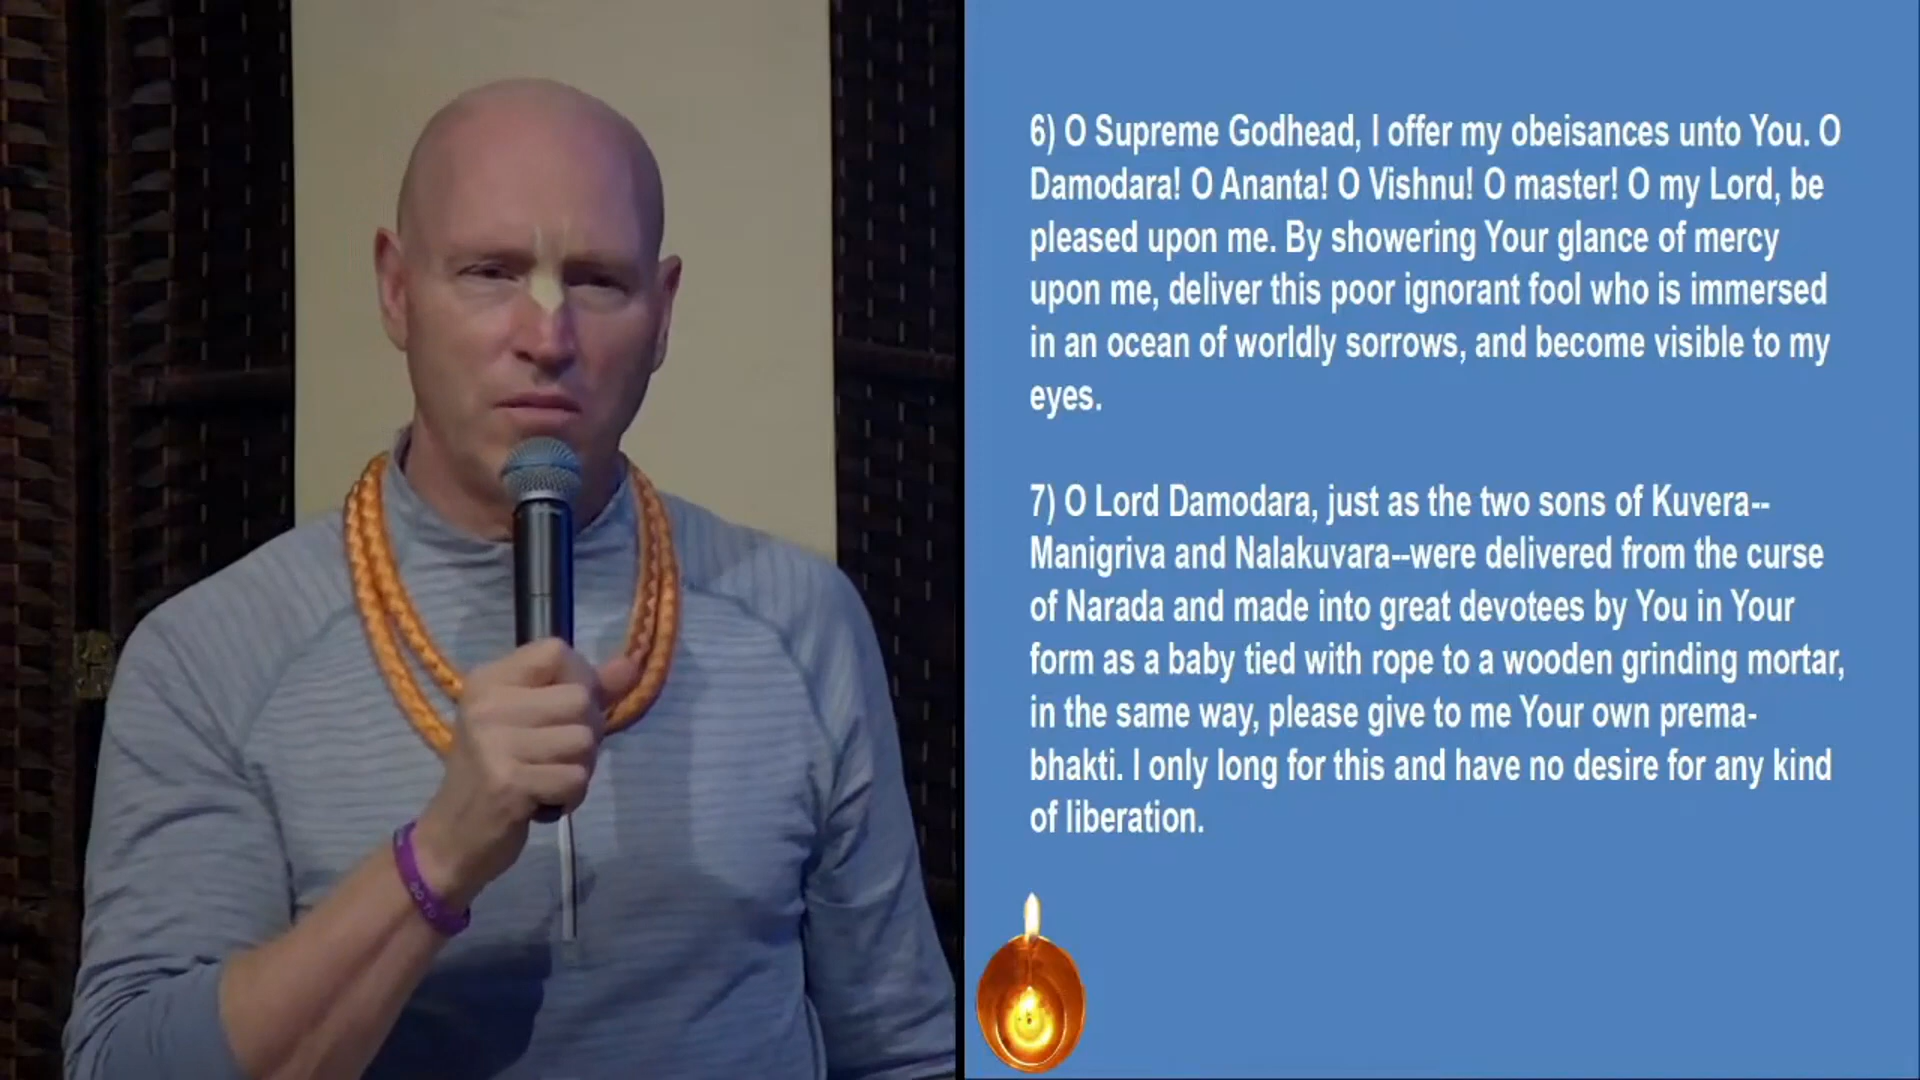 6) O Supreme Godhead, I offer my obeisances unto You. O
Damodara! O Ananta! O Vishnu! O master! O my Lord, be
pleased upon me. By showering Your glance of mercy
upon me, deliver this poor ignorant fool who is immersed
in an ocean of worldly sorrows, and become visible to my
eyes.
7) O Lord Damodara, just as the two sons of Kuvera--
Manigriva and Nalakuvara--were delivered from the curse
of Narada and made into great devotees by You in Your
form as a baby tied with rope to a wooden grinding mortar,
in the same way, please give to me Your own prema-
bhakti. I only long for this and have no desire for any kind
of liberation.